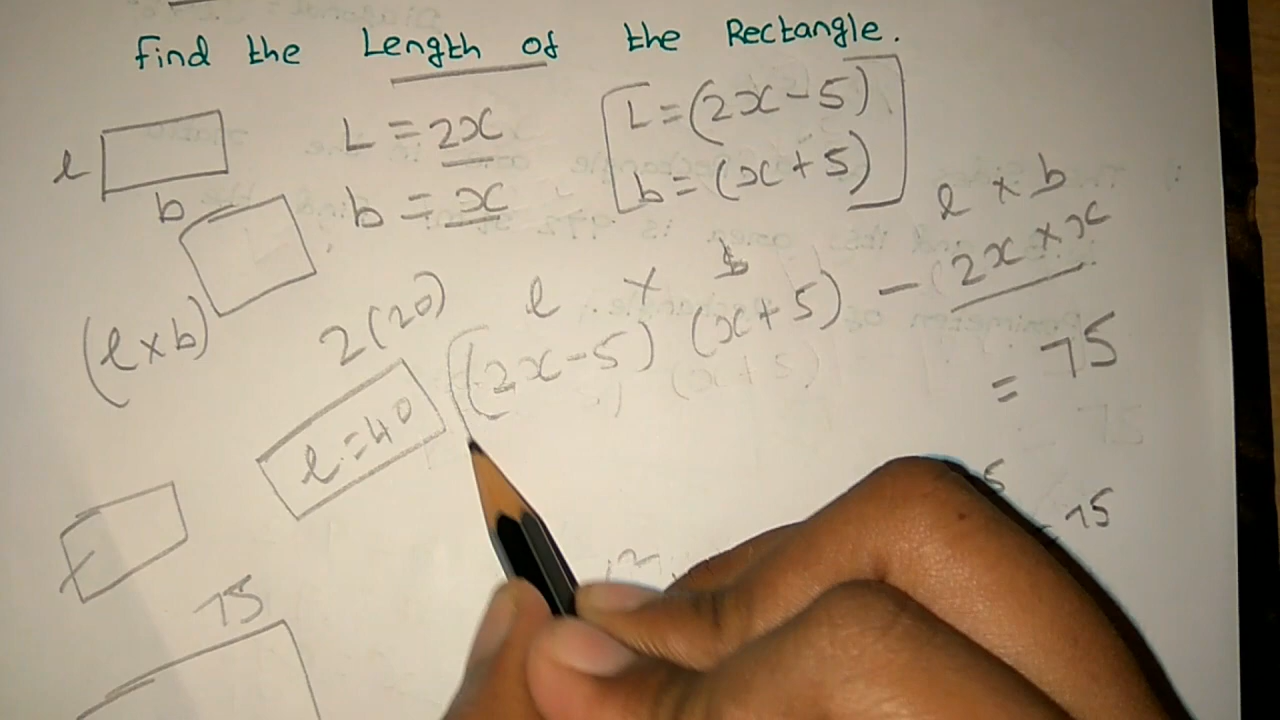 find the Length of the Rectangle.
l
b
L = 2x
b = x
L = (2x-5)
b = (x+5)
l × b
2x × x
l × b
(l×b)
2(20)
(2x-5) (x+5) -
= 75
l = 40
5
75
75